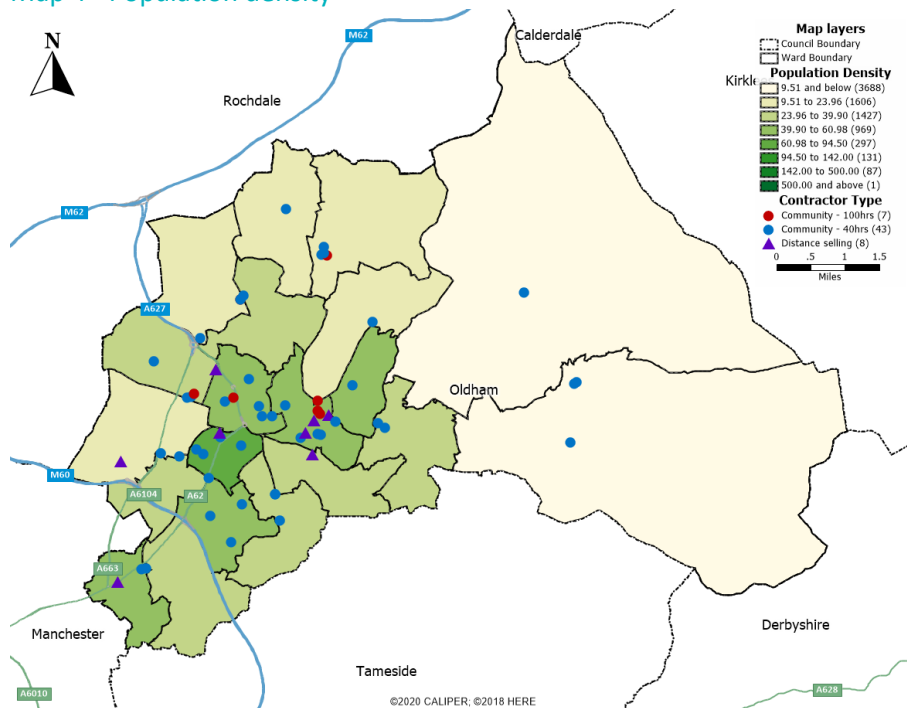 Map 4 - Population density
N
M62
Calderdale
Rochdale
M62
A627
Oldham
M60
A6104
A62
A663
Manchester
Tameside
Derbyshire
A6010
A628
©2020 CALIPER; ©2018 HERE
Map layers
Council Boundary
Ward Boundary
Population Density
9.51 and below (3688)
9.51 to 23.96 (1606)
23.96 to 39.90 (1427)
39.90 to 60.98 (969)
60.98 to 94.50 (297)
94.50 to 142.00 (131)
142.00 to 500.00 (87)
500.00 and above (1)
Contractor Type
Community - 100hrs (7)
Community - 40hrs (43)
Distance selling (8)
0 .5 1 1.5
Miles